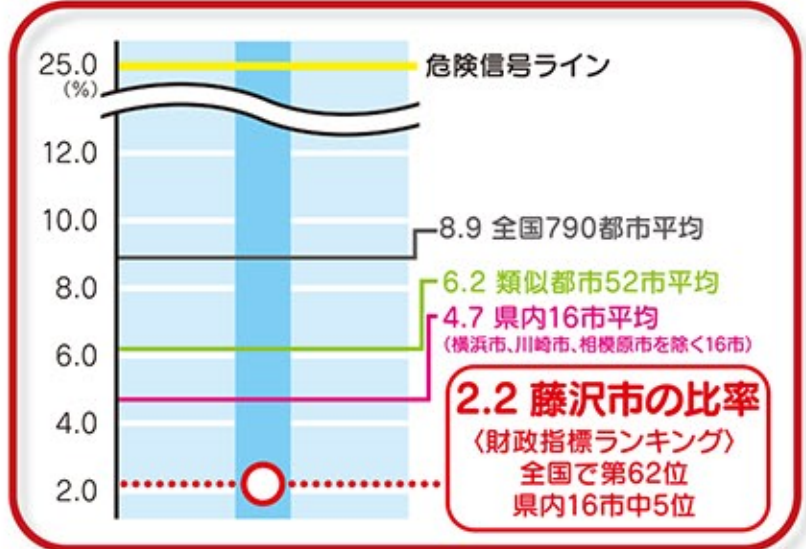 25.0
(%)
12.0
10.0
8.0
6.0
4.0
2.0
危険信号ライン
8.9 全国790都市平均
6.2 類似都市52市平均
4.7 県内16市平均
(横浜市、川崎市、相模原市を除く16市)
2.2 藤沢市の比率
〈財政指標ランキング〉
全国で第62位
県内16市中5位